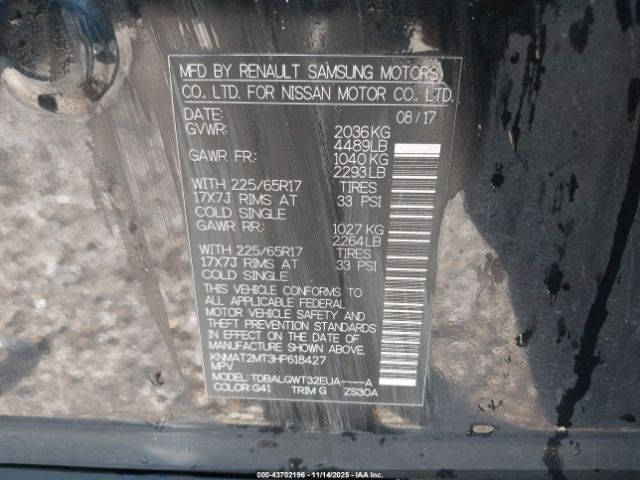 MFD BY RENAULT SAMSUNG MOTORS
CO., LTD. FOR NISSAN MOTOR CO., LTD.
DATE: 08/17
GVWR: 2036KG
4489LB
GAWR FR: 1040KG
2293LB
WITH 225/65R17 TIRES
17X7J RIMS AT 33 PSI
COLD SINGLE
GAWR RR: 1027 KG
2264LB
WITH 225/65R17 TIRES
17X7J RIMS AT 33 PSI
COLD SINGLE
THIS VEHICLE CONFORMS TO
ALL APPLICABLE FEDERAL
MOTOR VEHICLE SAFETY AND
THEFT PREVENTION STANDARDS
IN EFFECT ON THE DATE OF
MANUFACTURE SHOWN ABOVE.
KNMAT2MT3HP618427
MPV
MODEL: TDBALQWT32EUA----A
COLOR: G41 TRIM: G ZS30A
000-43702196 - 11/14/2025 - IAAI.COM